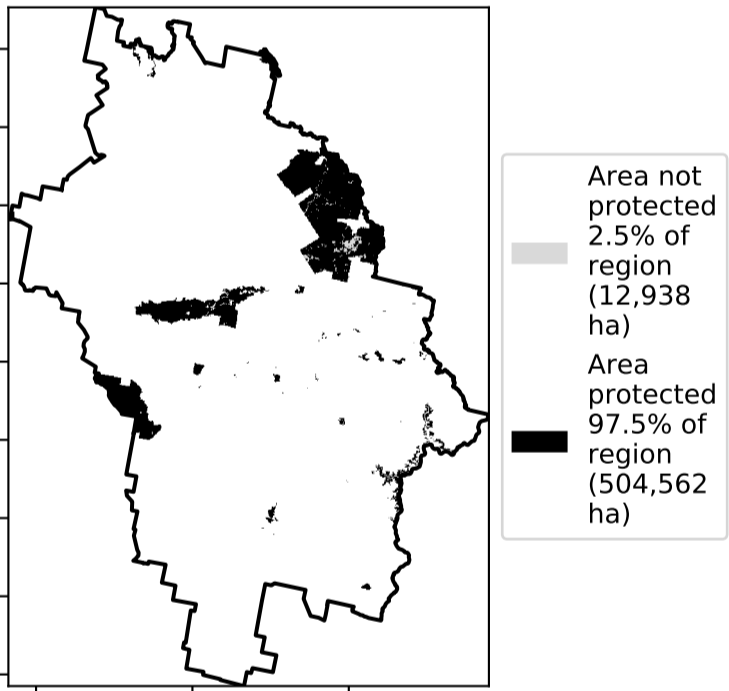 Area not
protected
2.5% of
region
(12,938
ha)
Area
protected
97.5% of
region
(504,562
ha)